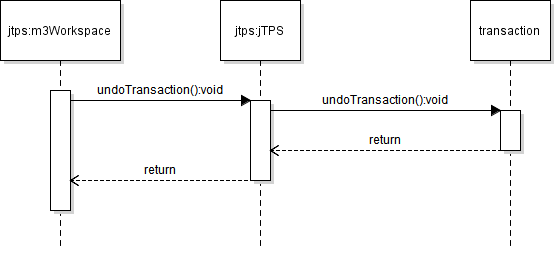 jtps:m3Workspace
jtps:jTPS
transaction
undoTransaction():void
undoTransaction():void
return
return